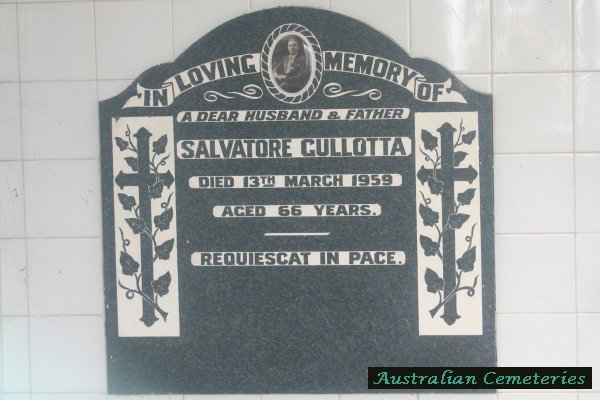 IN LOVING MEMORY OF
A DEAR HUSBAND & FATHER
SALVATORE GULLOTTA
DIED 13TH MARCH 1959
AGED 66 YEARS.
REQUIESCAT IN PACE.
Australian Cemeteries